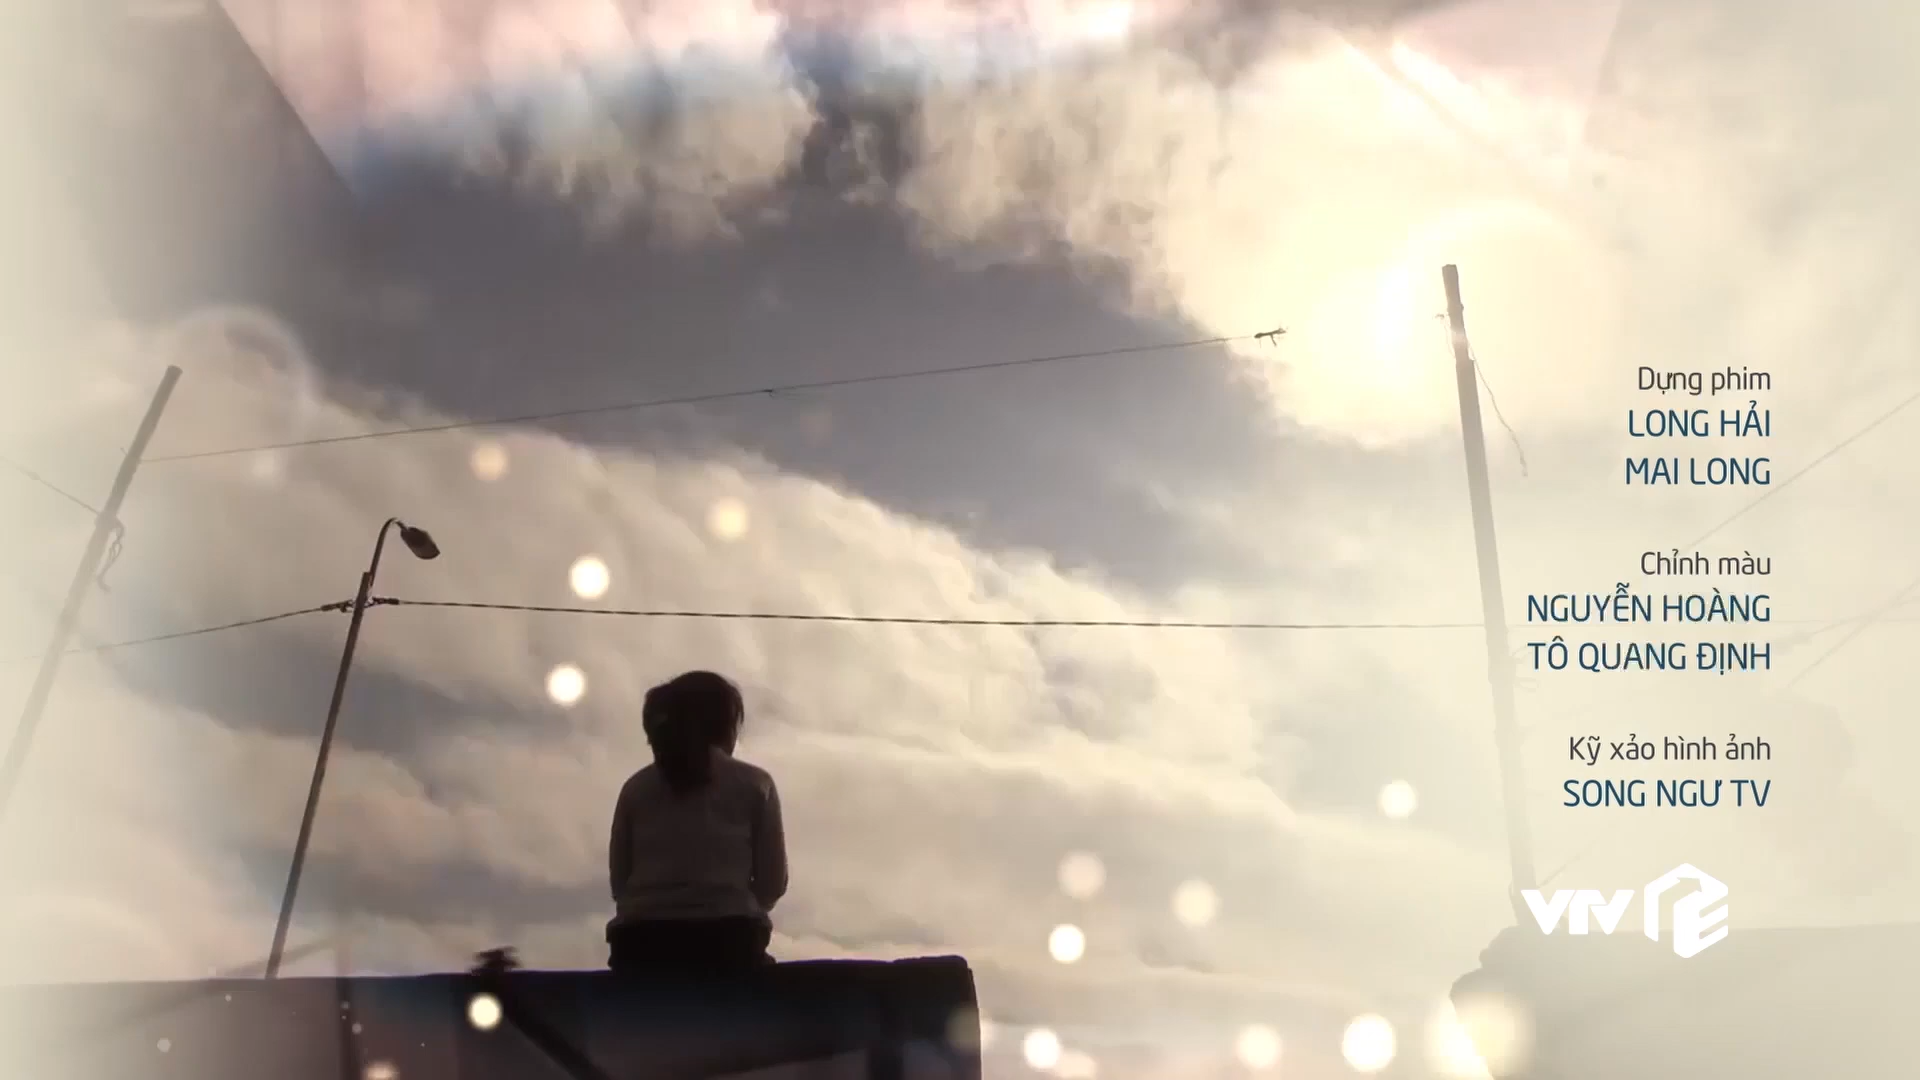 Dựng phim
LONG HẢI
MAI LONG
Chỉnh màu
NGUYỄN HOÀNG
TÔ QUANG ĐỊNH
Kỹ xảo hình ảnh
SONG NGƯ TV
VTV